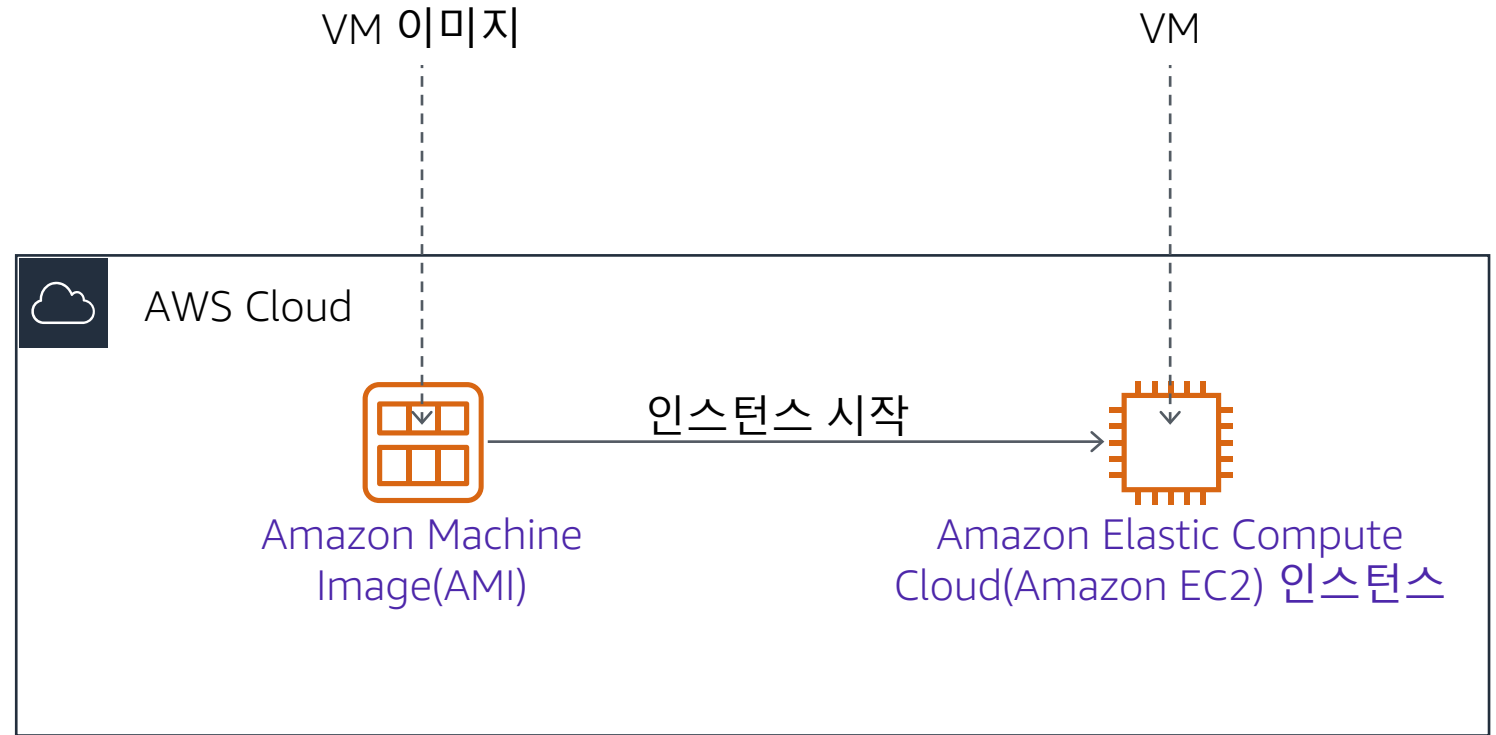 VM 이미지
VM
AWS Cloud
인스턴스 시작
Amazon Machine
Image(AMI)
Amazon Elastic Compute
Cloud(Amazon EC2) 인스턴스